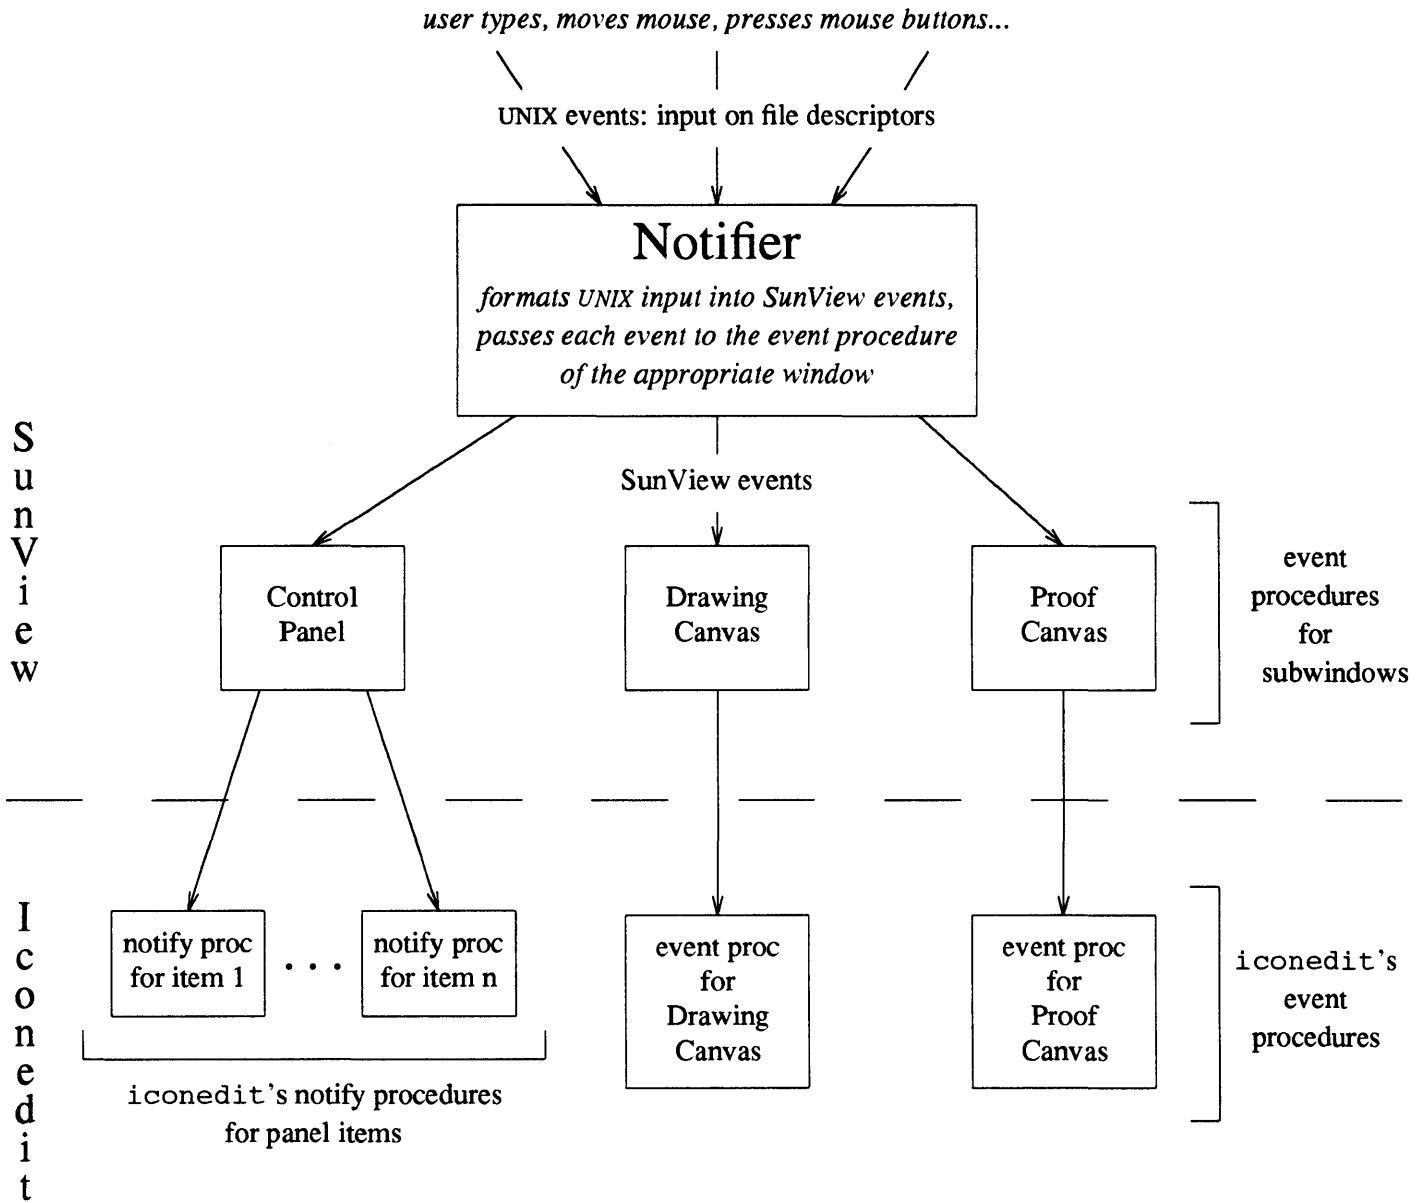 user types, moves mouse, presses mouse buttons...
UNIX events: input on file descriptors
Notifier
formats UNIX input into SunView events,
passes each event to the event procedure
of the appropriate window
SunView
SunView events
Control
Panel
Drawing
Canvas
Proof
Canvas
event
procedures
for
subwindows
Iconedit
notify proc
for item 1
. . .
notify proc
for item n
iconedit's notify procedures
for panel items
event proc
for
Drawing
Canvas
event proc
for
Proof
Canvas
iconedit's
event
procedures